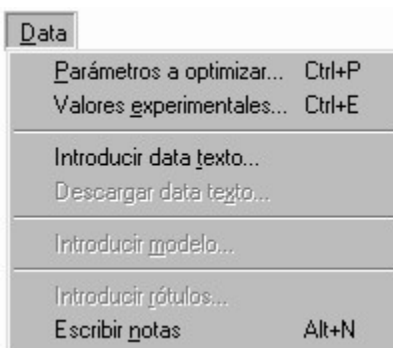 Data
Parámetros a optimizar... Ctrl+P
Valores experimentales... Ctrl+E
Introducir data texto...
Descargar data texto...
Introducir modelo...
Introducir rótulos...
Escribir notas Alt+N